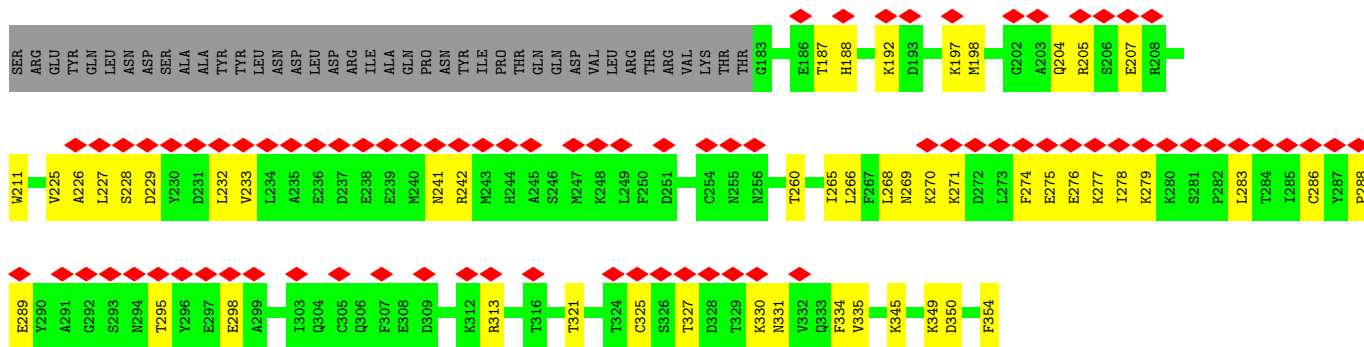 SER ARG GLU TYR GLN LEU ASN ASP SER ALA ALA TYR TYR LEU ASN ASP LEU ASP ARG ILE ALA GLN PRO ASN TYR ILE PRO THR GLN GLN ASP VAL LEU ARG THR ARG VAL LYS THR THR G183 E186 T187 H188 K192 D193 K197 M198 G202 A203 Q204 R205 S206 E207 R208
W211 V225 A226 L227 S228 D229 Y230 D231 L232 V233 L234 A235 E236 D237 E238 E239 M240 N241 R242 M243 H244 A245 S246 M247 K248 L249 F250 D251 C254 N255 N256 T260 I265 L266 F267 L268 N269 K270 K271 D272 L273 F274 E275 E276 K277 I278 K279 K280 S281 P282 L283 T284 I285 C286 Y287 P288
E289 Y290 A291 G292 S293 N294 T295 Y296 E297 E298 A299 I303 Q304 C305 Q306 F307 E308 D309 K312 R313 T316 T321 T324 C325 S326 T327 D328 T329 K330 N331 V332 Q333 F334 V335 K345 K349 D350 F354